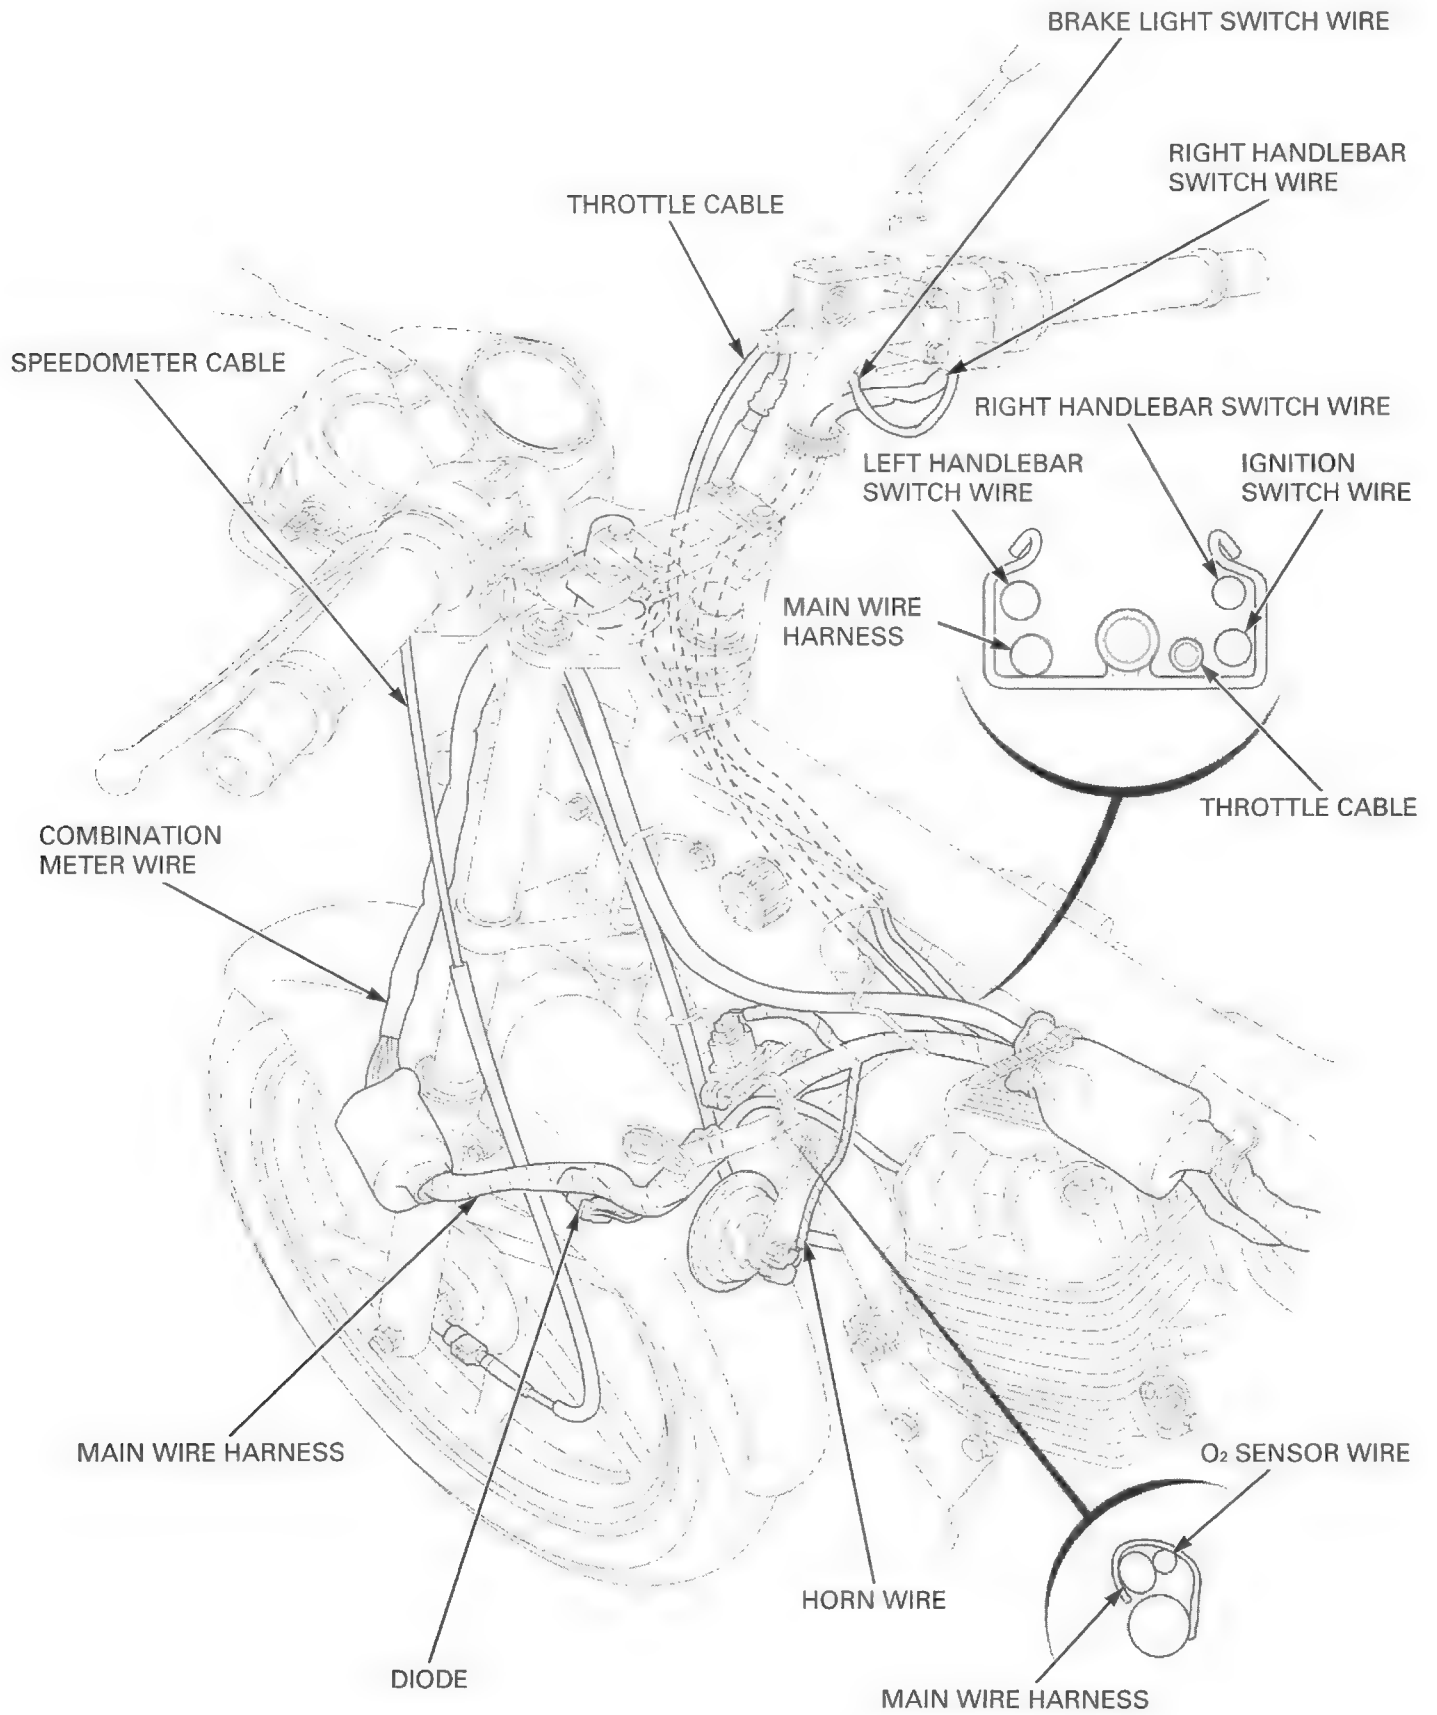 BRAKE LIGHT SWITCH WIRE
RIGHT HANDLEBAR
SWITCH WIRE
THROTTLE CABLE
SPEEDOMETER CABLE
RIGHT HANDLEBAR SWITCH WIRE
LEFT HANDLEBAR
SWITCH WIRE
IGNITION
SWITCH WIRE
MAIN WIRE
HARNESS
THROTTLE CABLE
COMBINATION
METER WIRE
MAIN WIRE HARNESS
O₂ SENSOR WIRE
HORN WIRE
DIODE
MAIN WIRE HARNESS